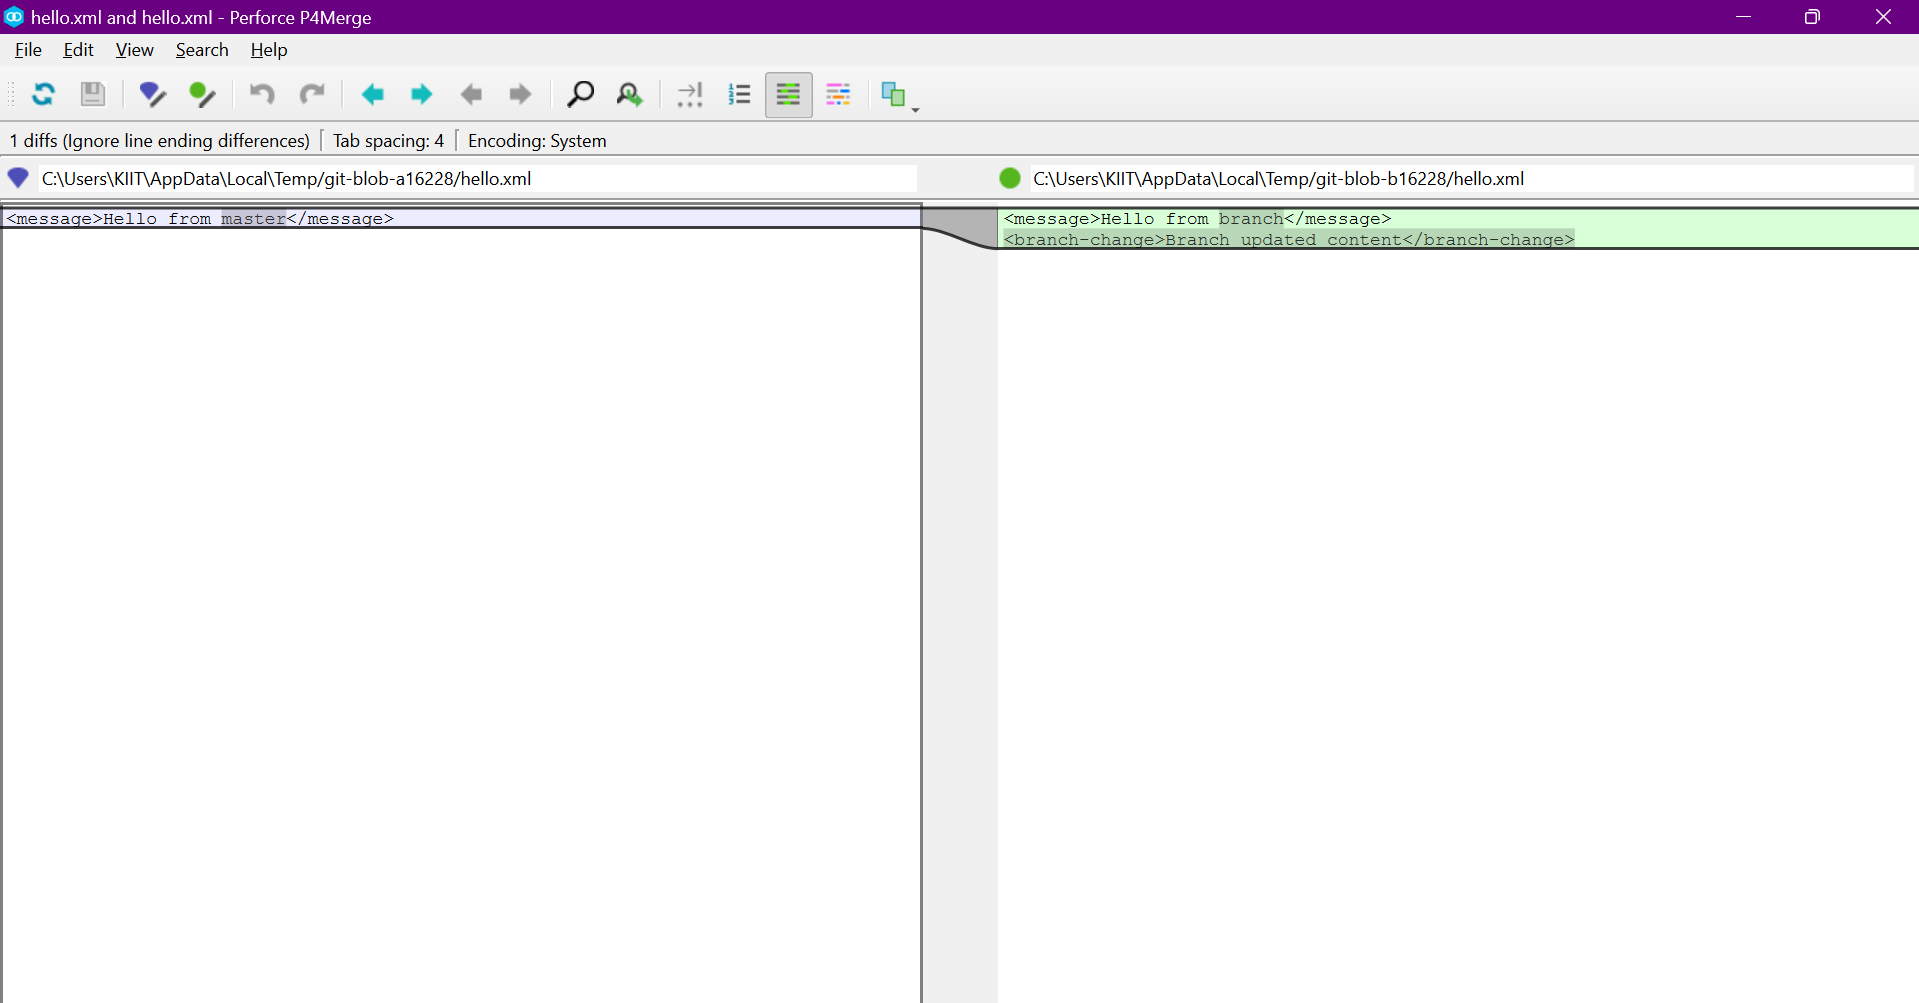 hello.xml and hello.xml - Perforce P4Merge
File Edit View Search Help
1 diffs (Ignore line ending differences) Tab spacing: 4 Encoding: System
C:\Users\KIIT\AppData\Local\Temp/git-blob-a16228/hello.xml
C:\Users\KIIT\AppData\Local\Temp/git-blob-b16228/hello.xml
<message>Hello from master</message>
<message>Hello from branch</message>
<branch-change>Branch updated content</branch-change>